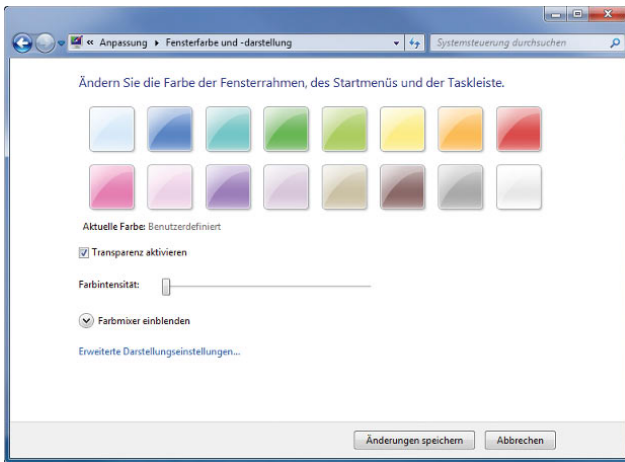 « Anpassung ▸ Fensterfarbe und -darstellung
Systemsteuerung durchsuchen
Ändern Sie die Farbe der Fensterrahmen, des Startmenüs und der Taskleiste.
Aktuelle Farbe: Benutzerdefiniert
Transparenz aktivieren
Farbintensität:
Farbmixer einblenden
Erweiterte Darstellungseinstellungen...
Änderungen speichern
Abbrechen